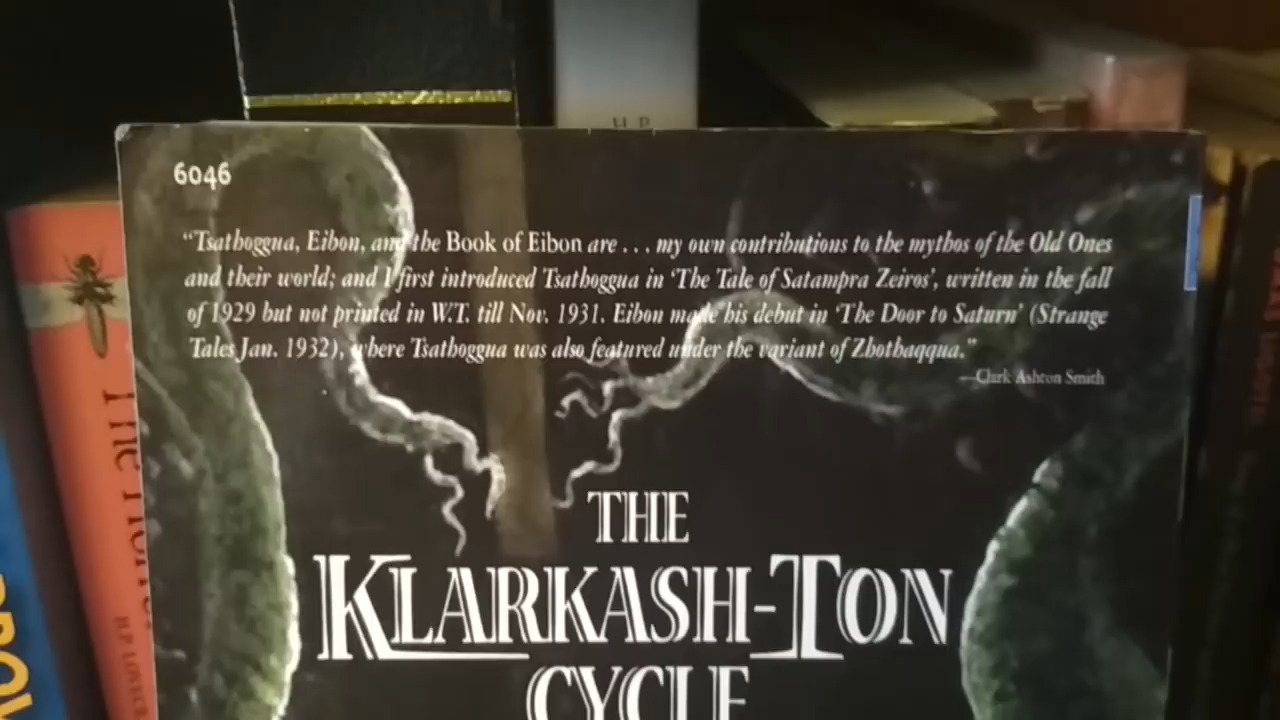 H P
6046
“Tsathoggua, Eibon, and the Book of Eibon are . . . my own contributions to the mythos of the Old Ones
and their world; and I first introduced Tsathoggua in ‘The Tale of Satampra Zeiros’, written in the fall
of 1929 but not printed in W.T. till Nov. 1931. Eibon made his debut in ‘The Door to Saturn’ (Strange
Tales Jan. 1932), where Tsathoggua was also featured under the variant of Zhothaqqua.”
—Clark Ashton Smith
THE
KLARKASH-TON
CYCLE
The